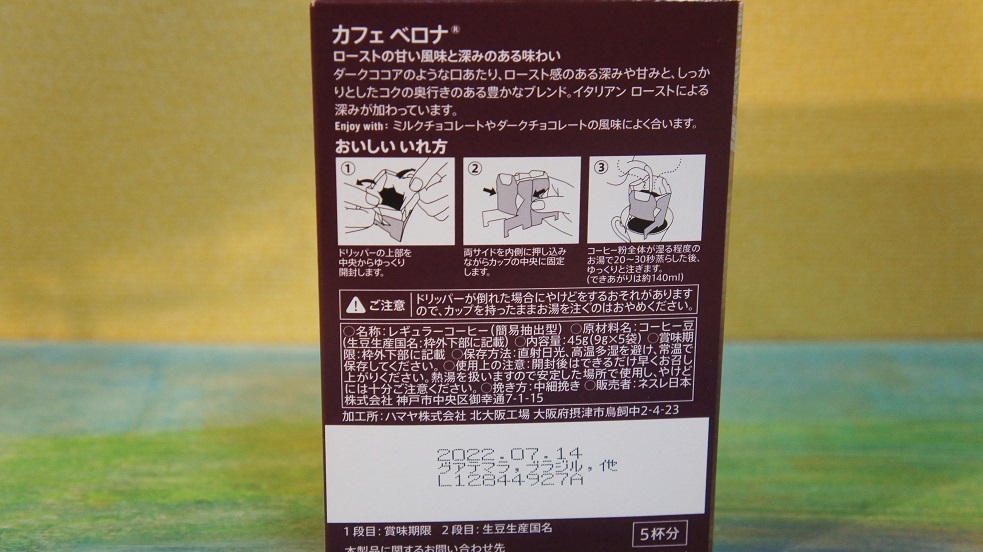 カフェ ベロナ®
ローストの甘い風味と深みのある味わい
ダークココアのような口あたり、ロースト感のある深みや甘みと、しっか
りとしたコクの奥行きのある豊かなブレンド。イタリアン ローストによる
深みが加わっています。
Enjoy with: ミルクチョコレートやダークチョコレートの風味によく合います。
おいしい いれ方
①
②
③
ドリッパーの上部を
中央からゆっくり
開封します。
両サイドを内側に押し込み
ながらカップの中央に固定
します。
コーヒー粉全体が湿る程度の
お湯で20〜30秒蒸らした後、
ゆっくりと注ぎます。
(できあがりは約140ml)
ご注意
ドリッパーが倒れた場合にやけどをするおそれがあります
ので、カップを持ったままお湯を注ぐのはおやめください。
○名称:レギュラーコーヒー(簡易抽出型) ○原材料名:コーヒー豆
(生豆生産国名:枠外下部に記載) ○内容量:45g(9g×5袋) ○賞味期
限:枠外下部に記載 ○保存方法:直射日光、高温多湿を避け、常温で
保存してください。○使用上の注意:開封後はできるだけ早くお召し
上がりください。熱湯を扱いますので安定した場所で使用し、やけど
には十分ご注意ください。○挽き方:中細挽き ○販売者:ネスレ日本
株式会社 神戸市中央区御幸通7-1-15
加工所:ハマヤ株式会社 北大阪工場 大阪府摂津市鳥飼中2-4-23
2022.07.14
グアテマラ,ブラジル,他
L12844927A
1段目:賞味期限 2段目:生豆生産国名
5杯分
本製品に関するお問い合わせ先